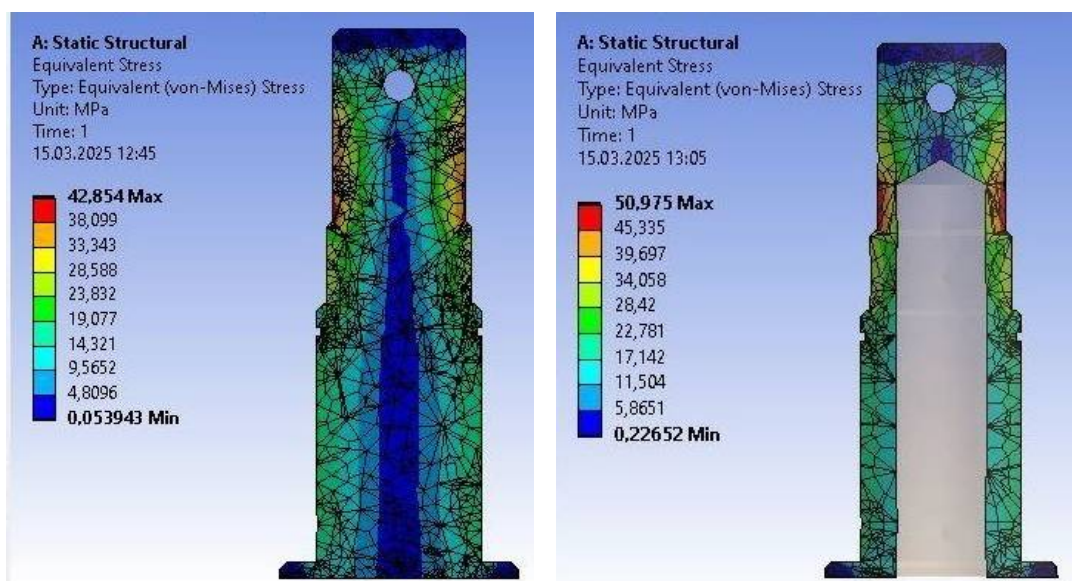 A: Static Structural
Equivalent Stress
Type: Equivalent (von-Mises) Stress
Unit: MPa
Time: 1
15.03.2025 12:45
42,854 Max
38,099
33,343
28,588
23,832
19,077
14,321
9,5652
4,8096
0,053943 Min
A: Static Structural
Equivalent Stress
Type: Equivalent (von-Mises) Stress
Unit: MPa
Time: 1
15.03.2025 13:05
50,975 Max
45,335
39,697
34,058
28,42
22,781
17,142
11,504
5,8651
0,22652 Min